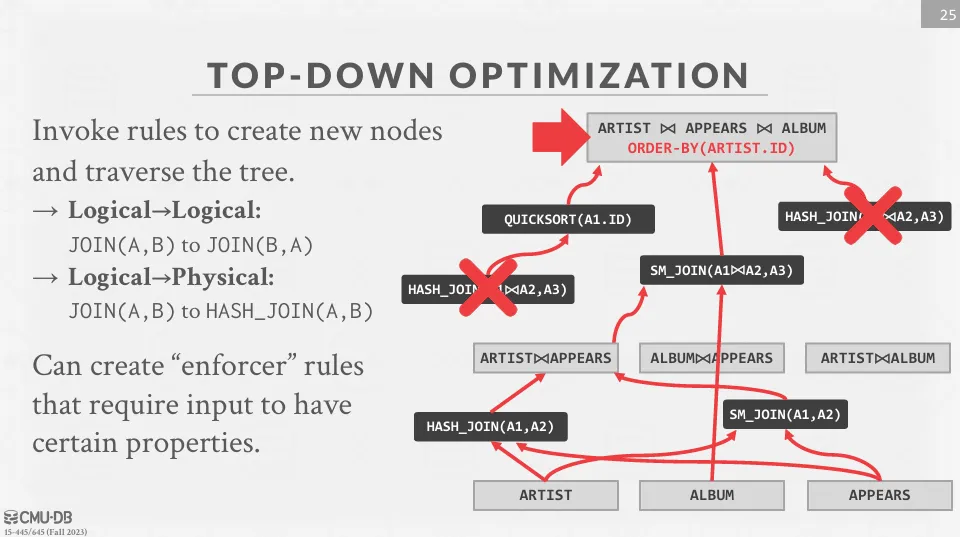 25
TOP-DOWN OPTIMIZATION
Invoke rules to create new nodes
and traverse the tree.
→ Logical→Logical:
JOIN(A,B) to JOIN(B,A)
→ Logical→Physical:
JOIN(A,B) to HASH_JOIN(A,B)
Can create “enforcer” rules
that require input to have
certain properties.
ARTIST ⋈ APPEARS ⋈ ALBUM
ORDER-BY(ARTIST.ID)
QUICKSORT(A1.ID)
HASH_JOIN(A1⋈A2,A3)
SM_JOIN(A1⋈A2,A3)
HASH_JOIN(A1⋈A2,A3)
ARTIST⋈APPEARS
ALBUM⋈APPEARS
ARTIST⋈ALBUM
HASH_JOIN(A1,A2)
SM_JOIN(A1,A2)
ARTIST
ALBUM
APPEARS
CMU·DB
15-445/645 (Fall 2023)